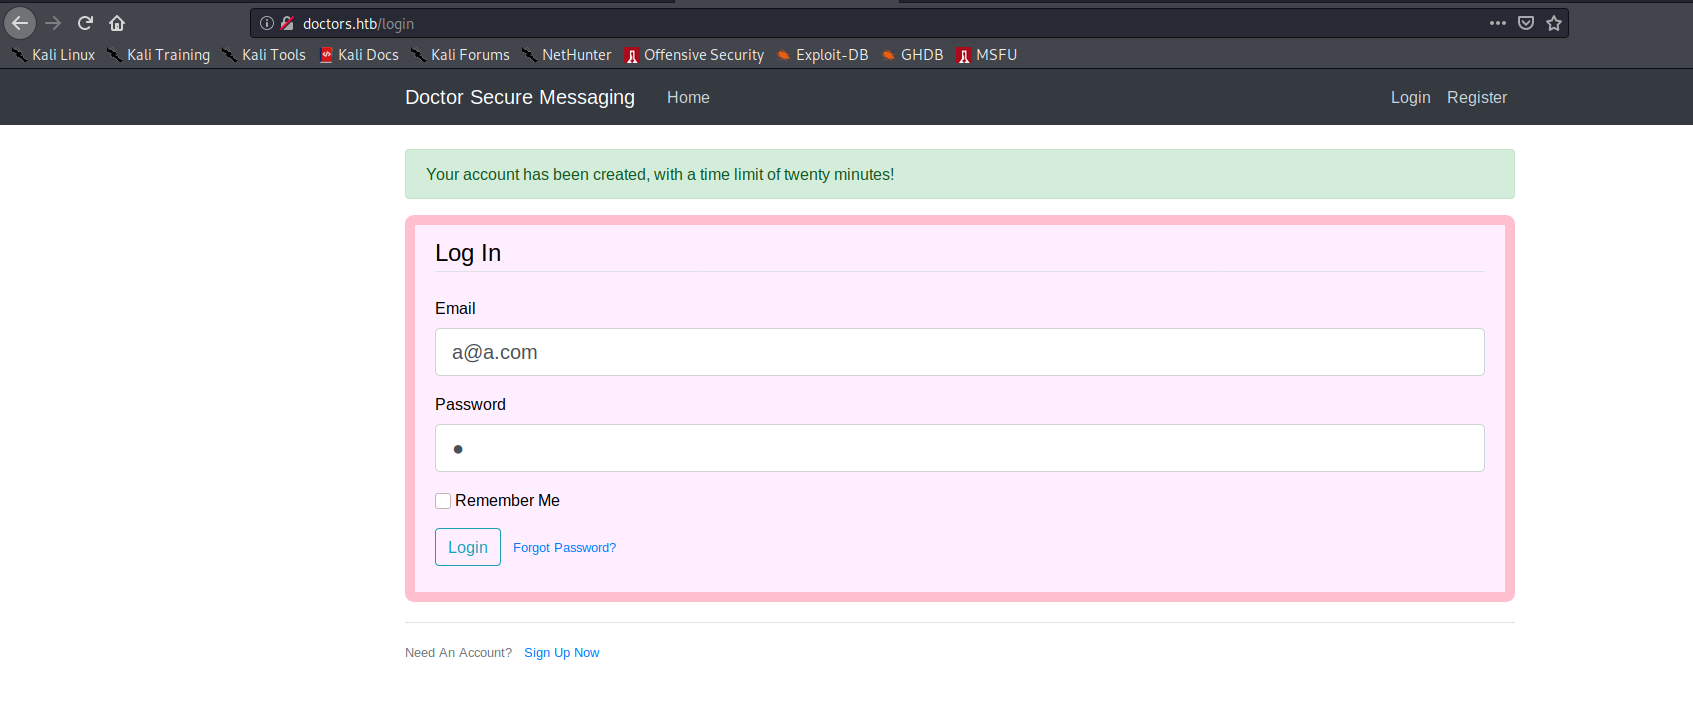 doctors.htb/login
Kali Linux Kali Training Kali Tools Kali Docs Kali Forums NetHunter Offensive Security Exploit-DB GHDB MSFU
Doctor Secure Messaging Home Login Register
Your account has been created, with a time limit of twenty minutes!
Log In
Email
a@a.com
Password
Remember Me
Login Forgot Password?
Need An Account? Sign Up Now